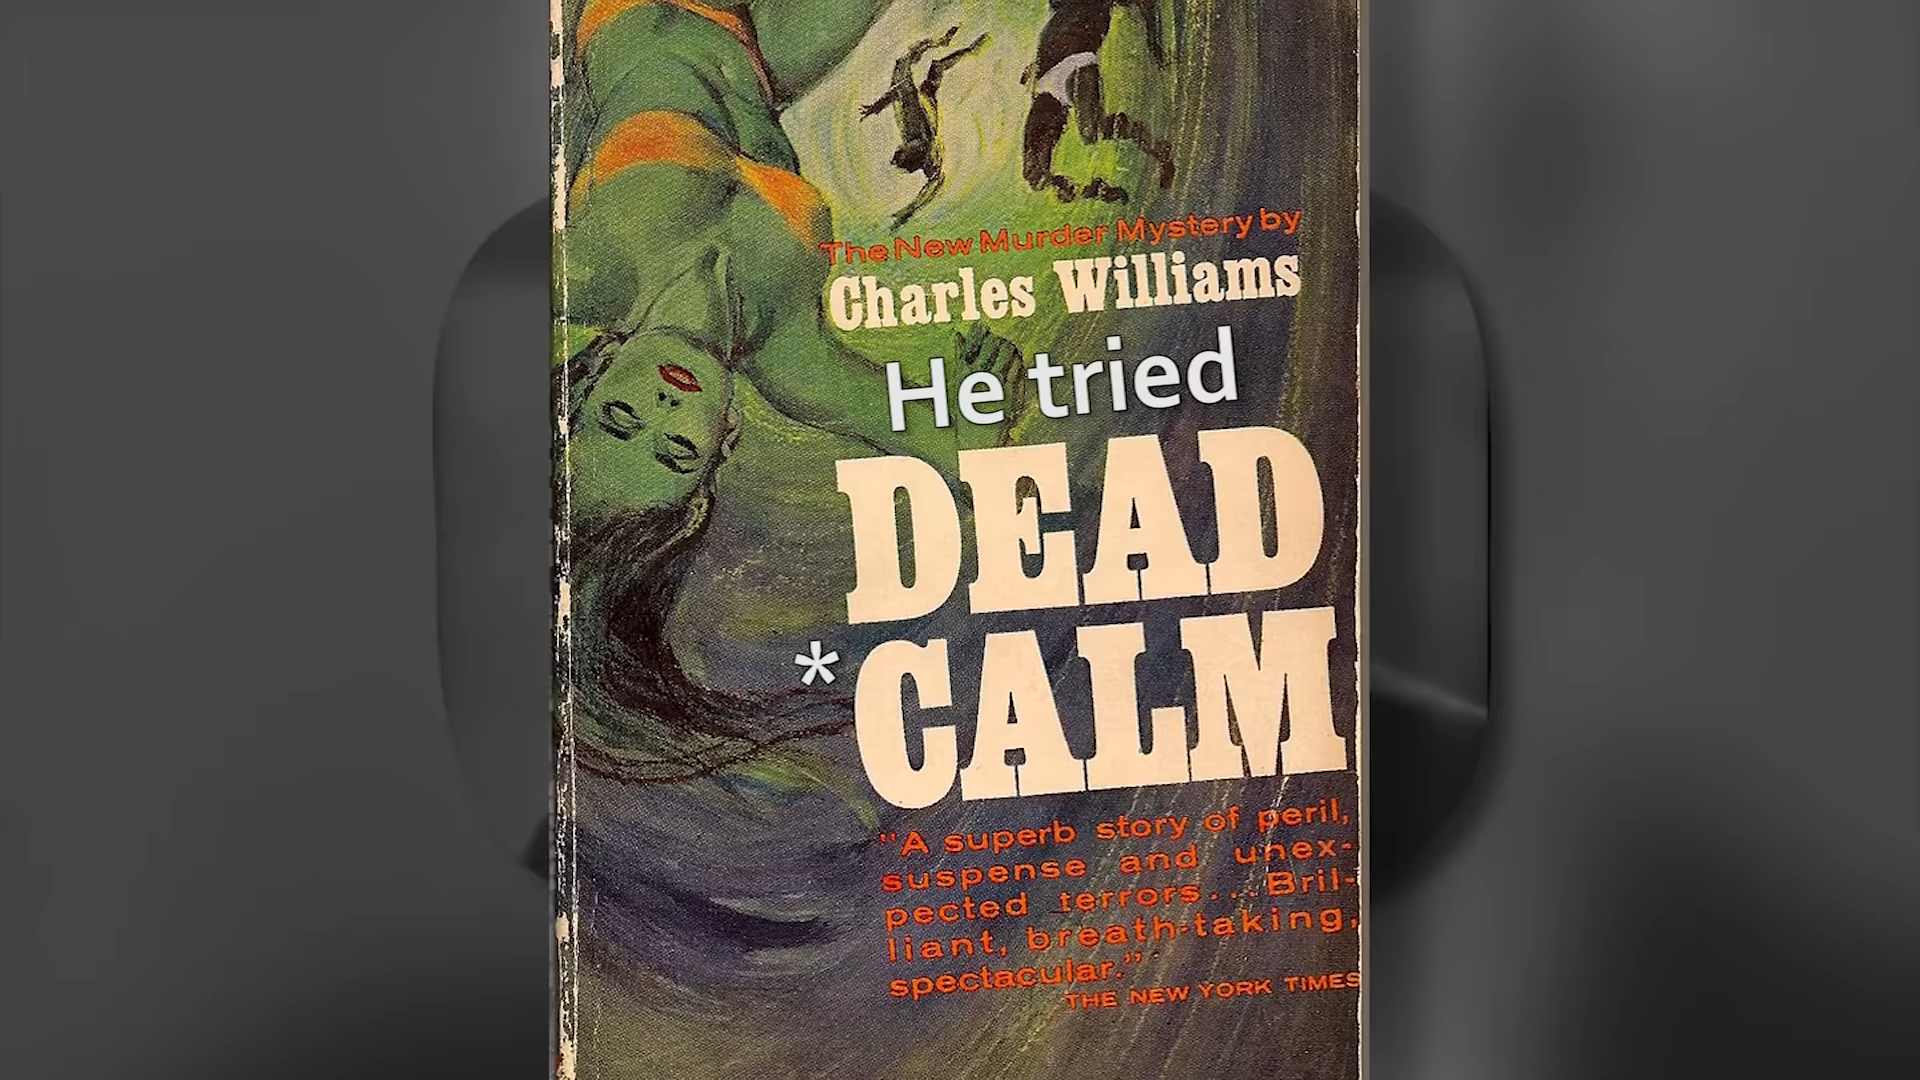 The New Murder Mystery by
Charles Williams
He tried
DEAD
*CALM
"A superb story of peril,
suspense and unex-
pected terrors... Bril-
liant, breath-taking,
spectacular."
THE NEW YORK TIMES